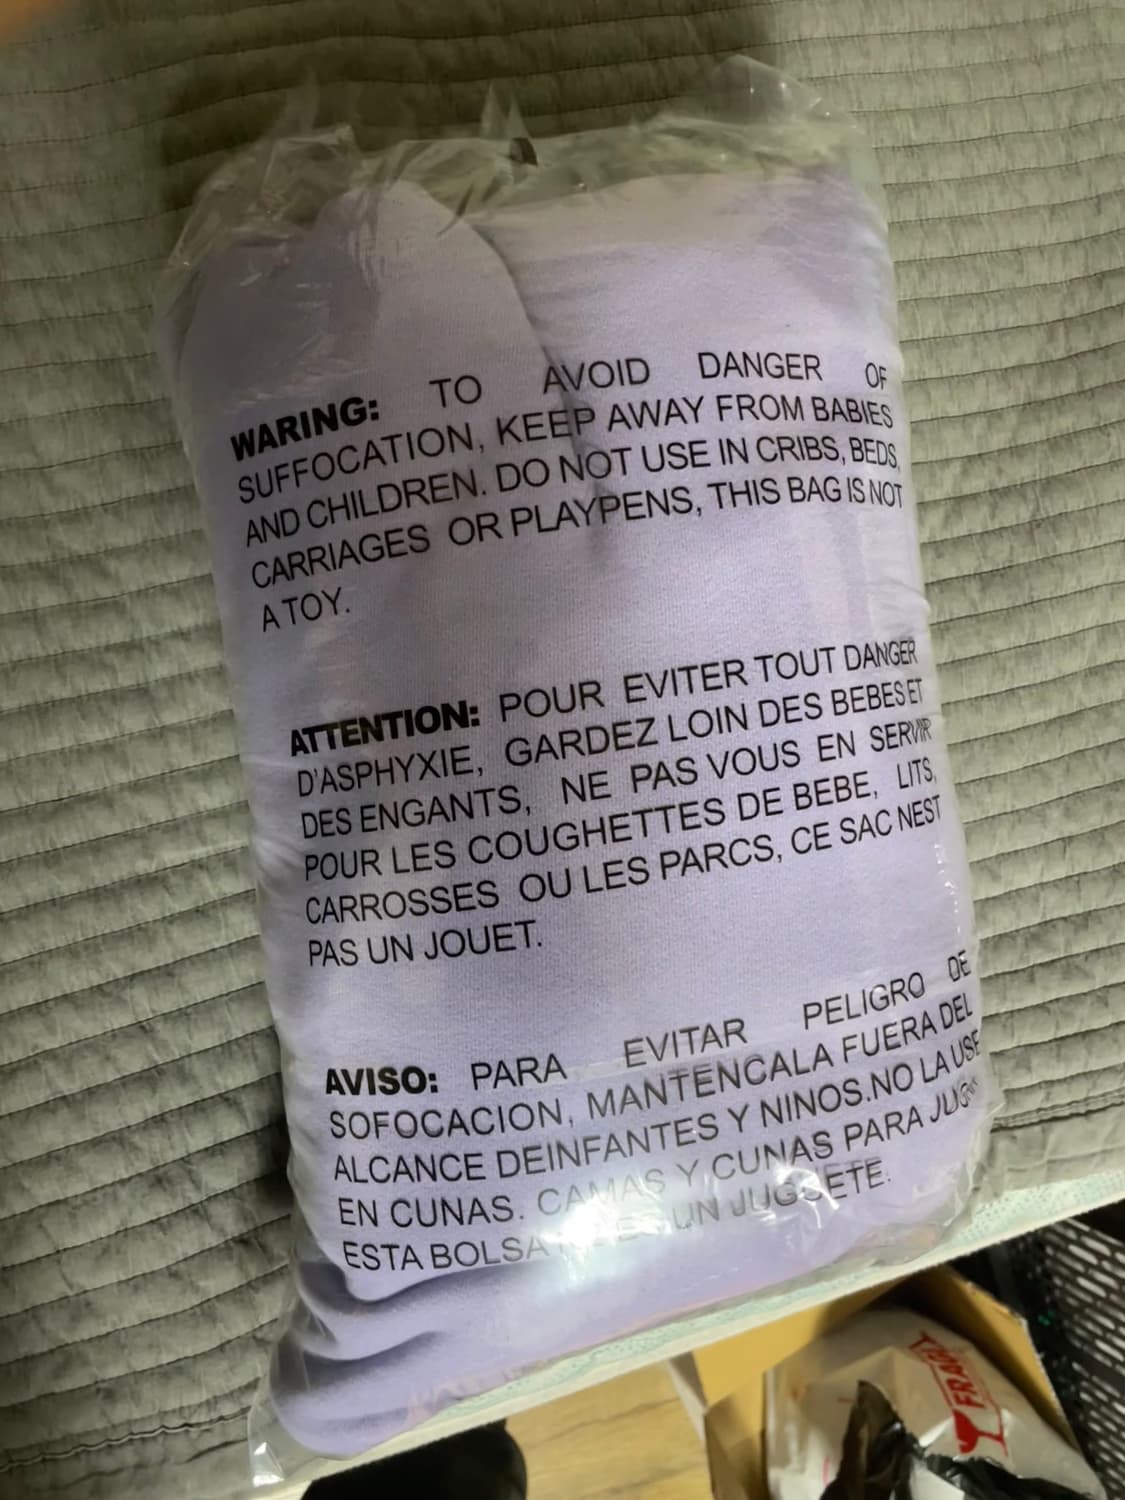 WARING: TO AVOID DANGER OF
SUFFOCATION, KEEP AWAY FROM BABIES
AND CHILDREN. DO NOT USE IN CRIBS, BEDS,
CARRIAGES OR PLAYPENS, THIS BAG IS NOT
A TOY.
ATTENTION: POUR EVITER TOUT DANGER
D'ASPHYXIE, GARDEZ LOIN DES BEBES ET
DES ENGANTS, NE PAS VOUS EN SERVIR
POUR LES COUGHETTES DE BEBE, LITS,
CARROSSES OU LES PARCS, CE SAC NEST
PAS UN JOUET.
AVISO: PARA EVITAR PELIGRO DE
SOFOCACION, MANTENCALA FUERA DEL
ALCANCE DEINFANTES Y NINOS.NO LA USE
EN CUNAS. CAMAS Y CUNAS PARA
ESTA BOLSA UN JUGUETE.